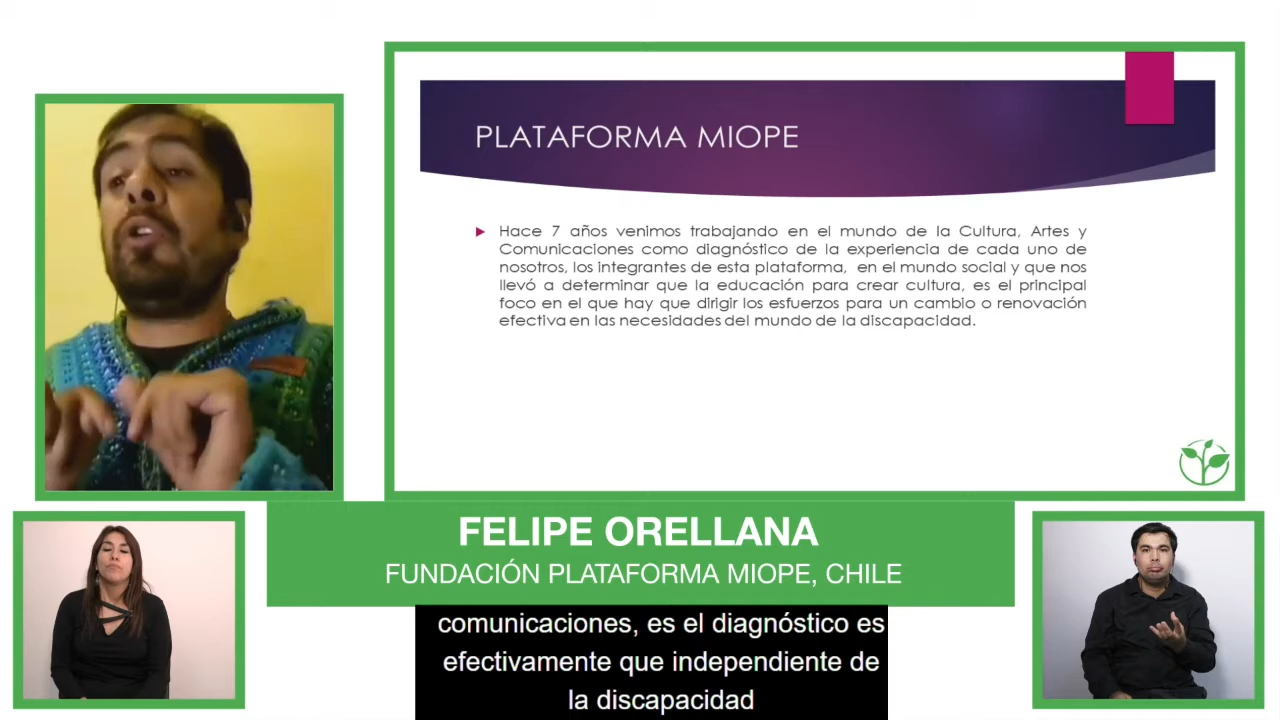 PLATAFORMA MIOPE
Hace 7 años venimos trabajando en el mundo de la Cultura, Artes y
Comunicaciones como diagnóstico de la experiencia de cada uno de
nosotros, los integrantes de esta plataforma, en el mundo social y que nos
llevó a determinar que la educación para crear cultura, es el principal
foco en el que hay que dirigir los esfuerzos para un cambio o renovación
efectiva en las necesidades del mundo de la discapacidad.
FELIPE ORELLANA
FUNDACIÓN PLATAFORMA MIOPE, CHILE
comunicaciones, es el diagnóstico es
efectivamente que independiente de
la discapacidad